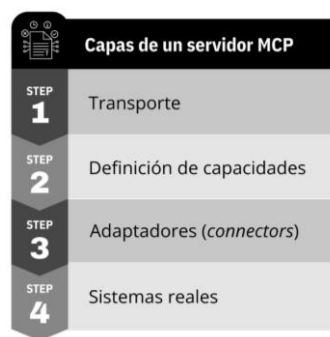 Capas de un servidor MCP
STEP
1
Transporte
STEP
2
Definición de capacidades
STEP
3
Adaptadores (connectors)
STEP
4
Sistemas reales